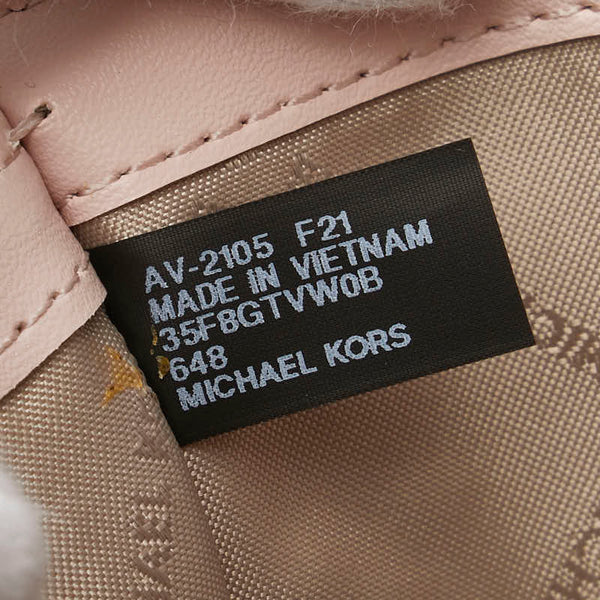 AV-2105 F21
MADE IN VIETNAM
35F8GTVW0B
648
MICHAEL KORS